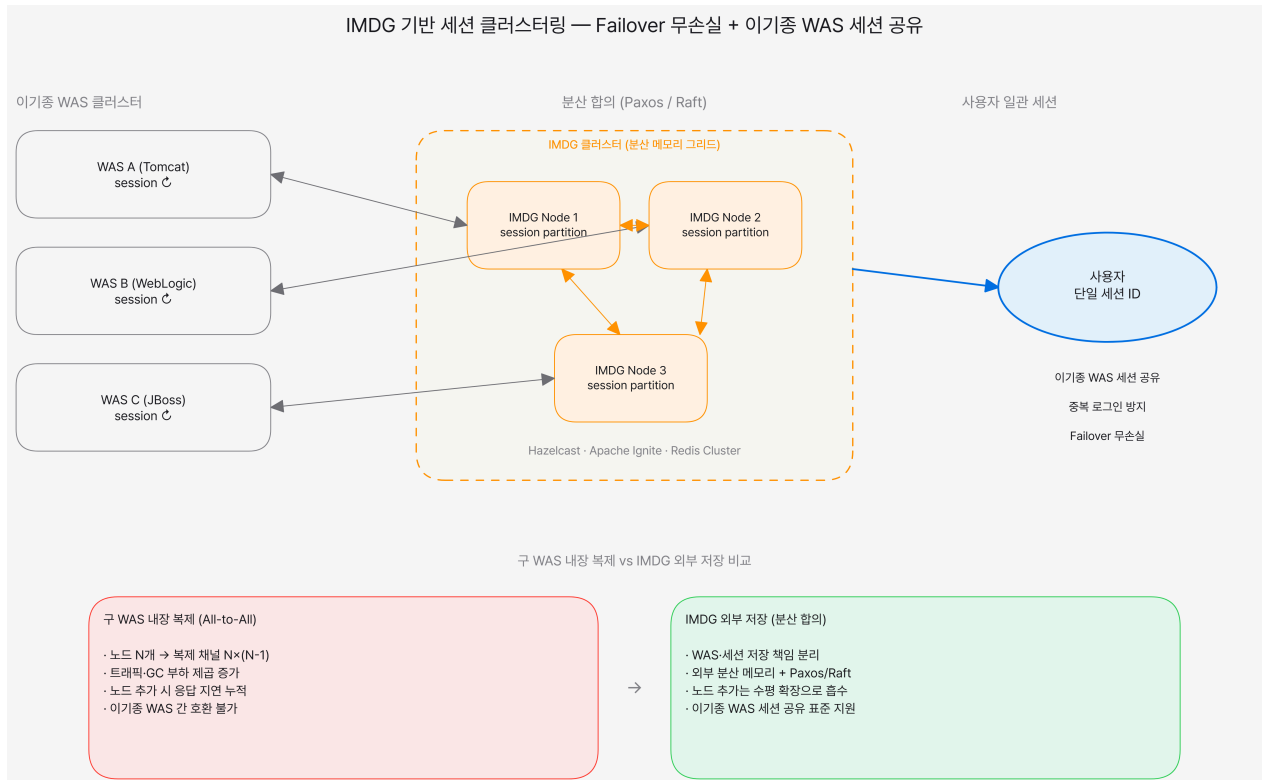 IMDG 기반 세션 클러스터링 — Failover 무손실 + 이기종 WAS 세션 공유
이기종 WAS 클러스터
분산 합의 (Paxos / Raft)
사용자 일관 세션
IMDG 클러스터 (분산 메모리 그리드)
WAS A (Tomcat)
session ↻
WAS B (WebLogic)
session ↻
WAS C (JBoss)
session ↻
IMDG Node 1
session partition
IMDG Node 2
session partition
IMDG Node 3
session partition
Hazelcast · Apache Ignite · Redis Cluster
사용자
단일 세션 ID
이기종 WAS 세션 공유
중복 로그인 방지
Failover 무손실
구 WAS 내장 복제 vs IMDG 외부 저장 비교
구 WAS 내장 복제 (All-to-All)
· 노드 N개 → 복제 채널 N×(N-1)
· 트래픽·GC 부하 제곱 증가
· 노드 추가 시 응답 지연 누적
· 이기종 WAS 간 호환 불가
→
IMDG 외부 저장 (분산 합의)
· WAS·세션 저장 책임 분리
· 외부 분산 메모리 + Paxos/Raft
· 노드 추가는 수평 확장으로 흡수
· 이기종 WAS 세션 공유 표준 지원